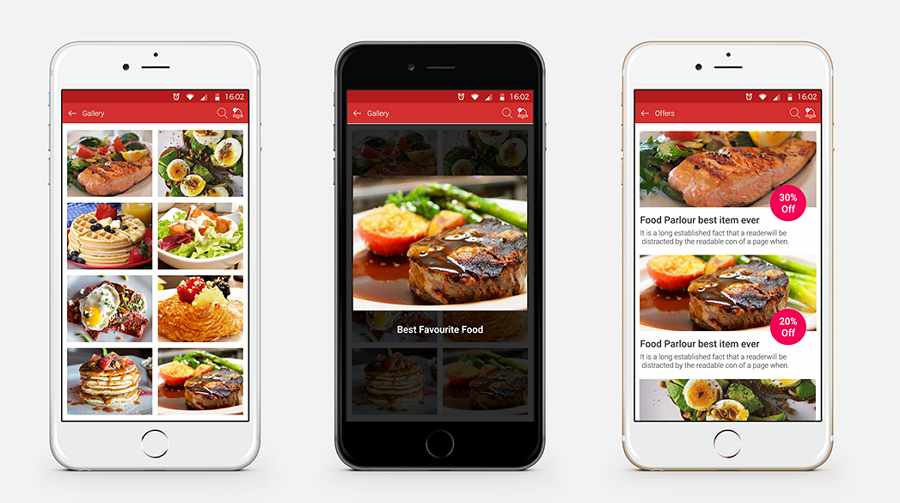 16.02
Gallery
16.02
Gallery
Best Favourite Food
16.02
Offers
30%
Off
Food Parlour best item ever
It is a long established fact that a readerwill be
distracted by the readable con of a page when.
20%
Off
Food Parlour best item ever
It is a long established fact that a readerwill be
distracted by the readable con of a page when.